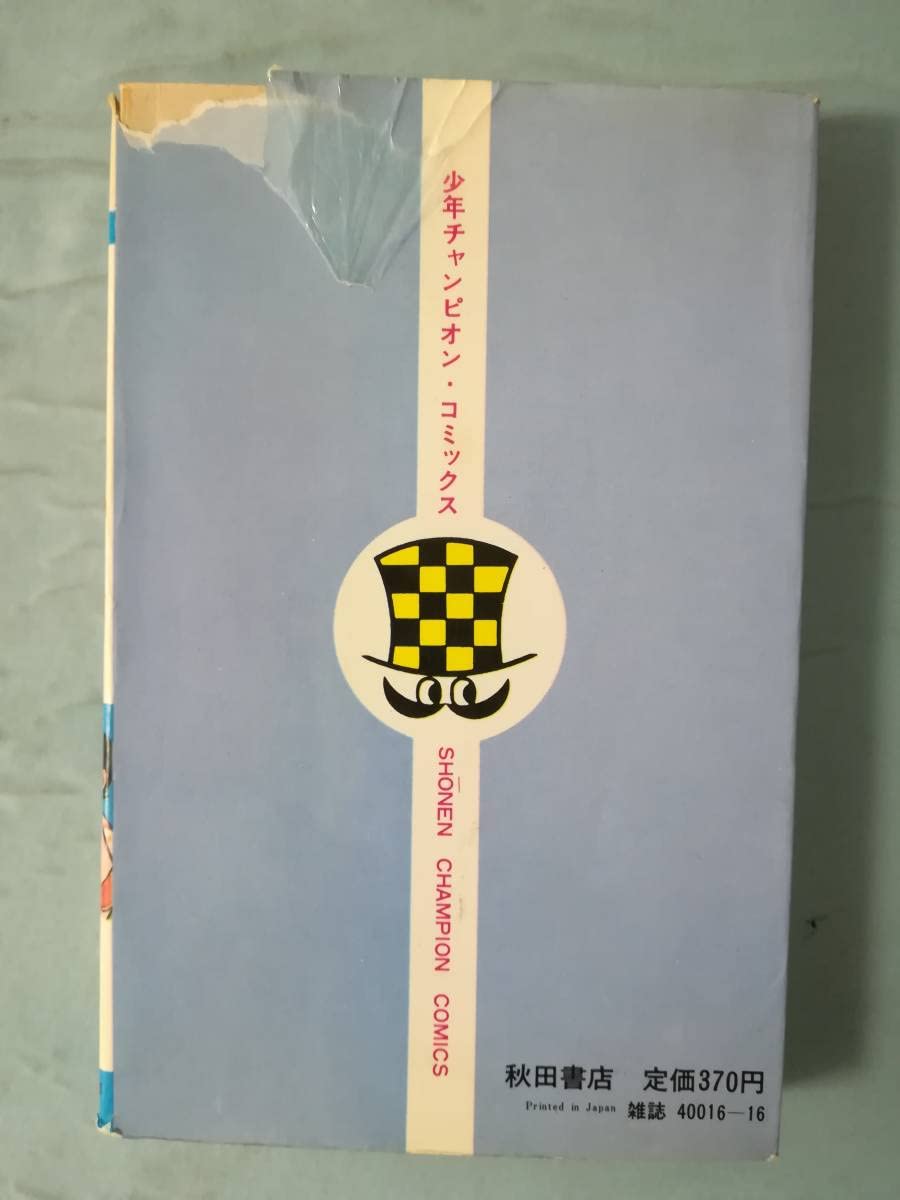 少年チャンピオン・コミックス
SHŌNEN CHAMPION COMICS
秋田書店 定価370円
Printed in Japan 雑誌 40016-16